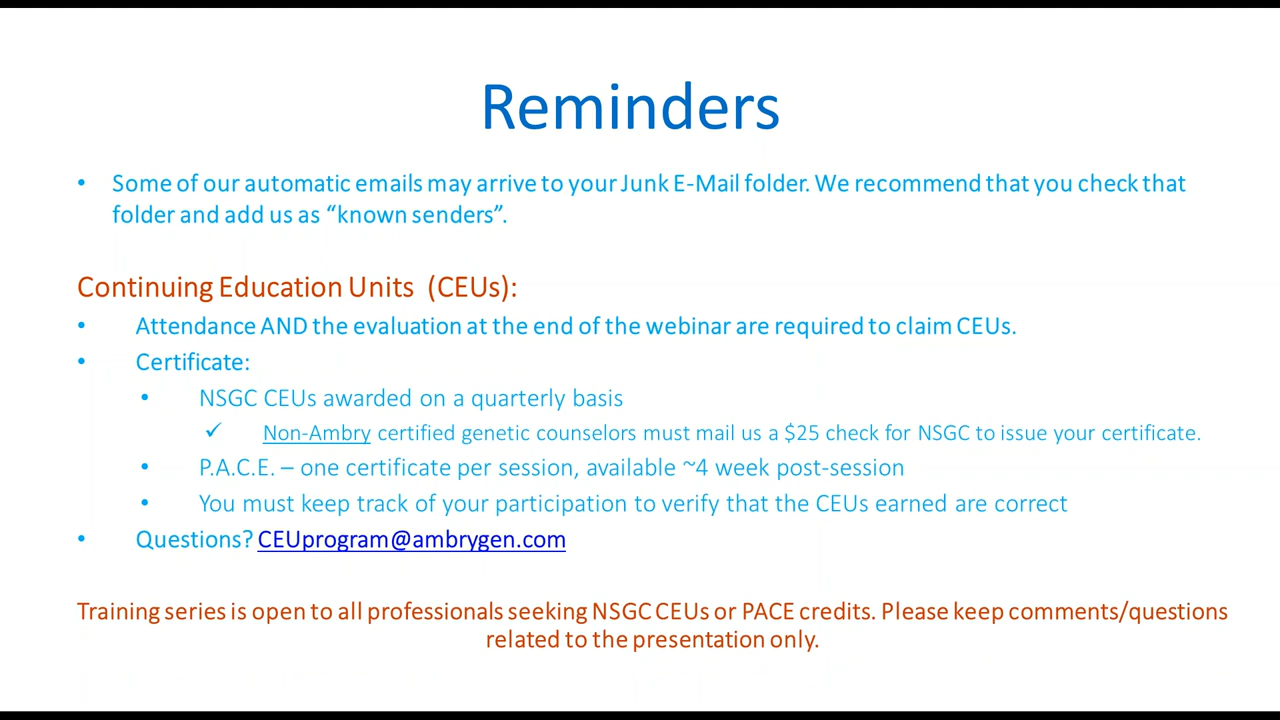 Reminders
• Some of our automatic emails may arrive to your Junk E-Mail folder. We recommend that you check that
folder and add us as “known senders”.
Continuing Education Units (CEUs):
• Attendance AND the evaluation at the end of the webinar are required to claim CEUs.
• Certificate:
• NSGC CEUs awarded on a quarterly basis
✓ Non-Ambry certified genetic counselors must mail us a $25 check for NSGC to issue your certificate.
• P.A.C.E. – one certificate per session, available ~4 week post-session
• You must keep track of your participation to verify that the CEUs earned are correct
• Questions? CEUprogram@ambrygen.com
Training series is open to all professionals seeking NSGC CEUs or PACE credits. Please keep comments/questions
related to the presentation only.